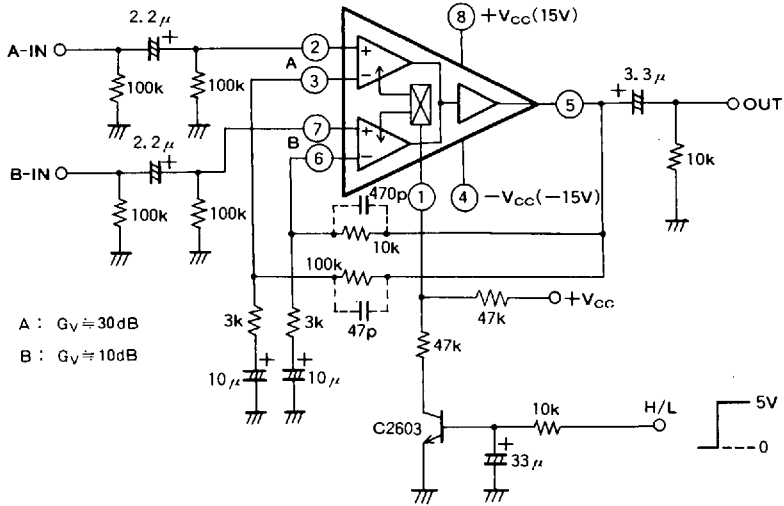 2.2μ
+
8
+VCC(15V)
A-IN
2
+
3.3μ
+
A
100k
100k
3
−
5
OUT
2.2μ
+
7
+
B
10k
B-IN
6
−
1
4
−VCC(−15V)
470p
100k
100k
10k
100k
+VCC
47k
A : GV≒30dB
3k
3k
47p
B : GV≒10dB
47k
+
+
10μ
10μ
10k
H/L
5V
C2603
+
0
33μ